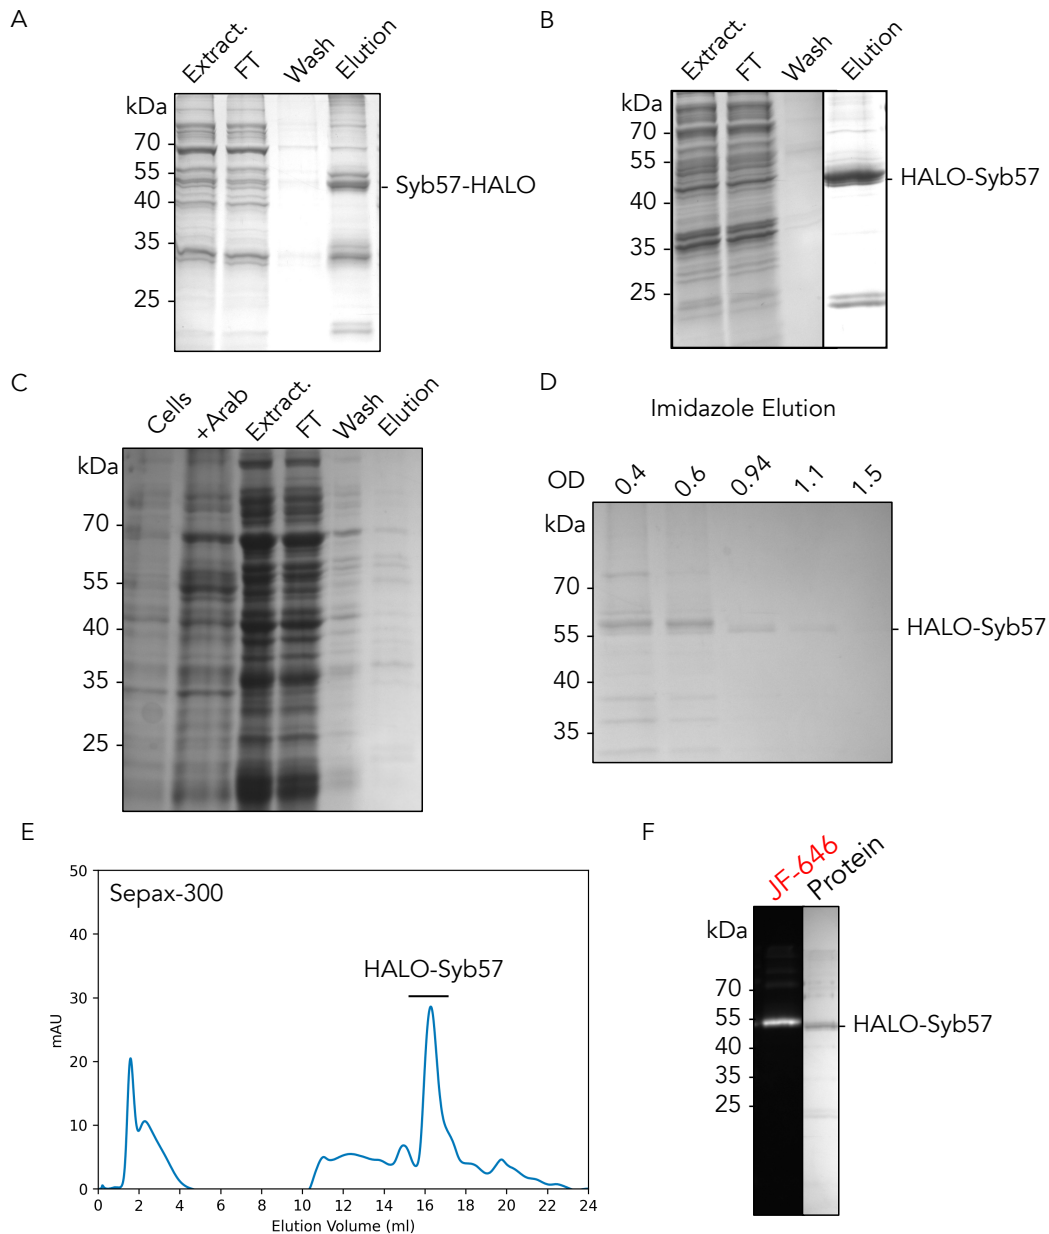 A
Extract.
FT
Wash
Elution
kDa
70
55
40
35
25
Syb57-HALO
B
Extract.
FT
Wash
Elution
kDa
70
55
40
35
25
HALO-Syb57
C
Cells
+Arab
Extract.
FT
Wash
Elution
kDa
70
55
40
35
25
D
Imidazole Elution
OD 0.4 0.6 0.94 1.1 1.5
kDa
70
55
40
35
HALO-Syb57
E
Sepax-300
HALO-Syb57
mAU
50
40
30
20
10
0
0 2 4 6 8 10 12 14 16 18 20 22 24
Elution Volume (ml)
F
JF-646
Protein
kDa
70
55
40
35
25
HALO-Syb57